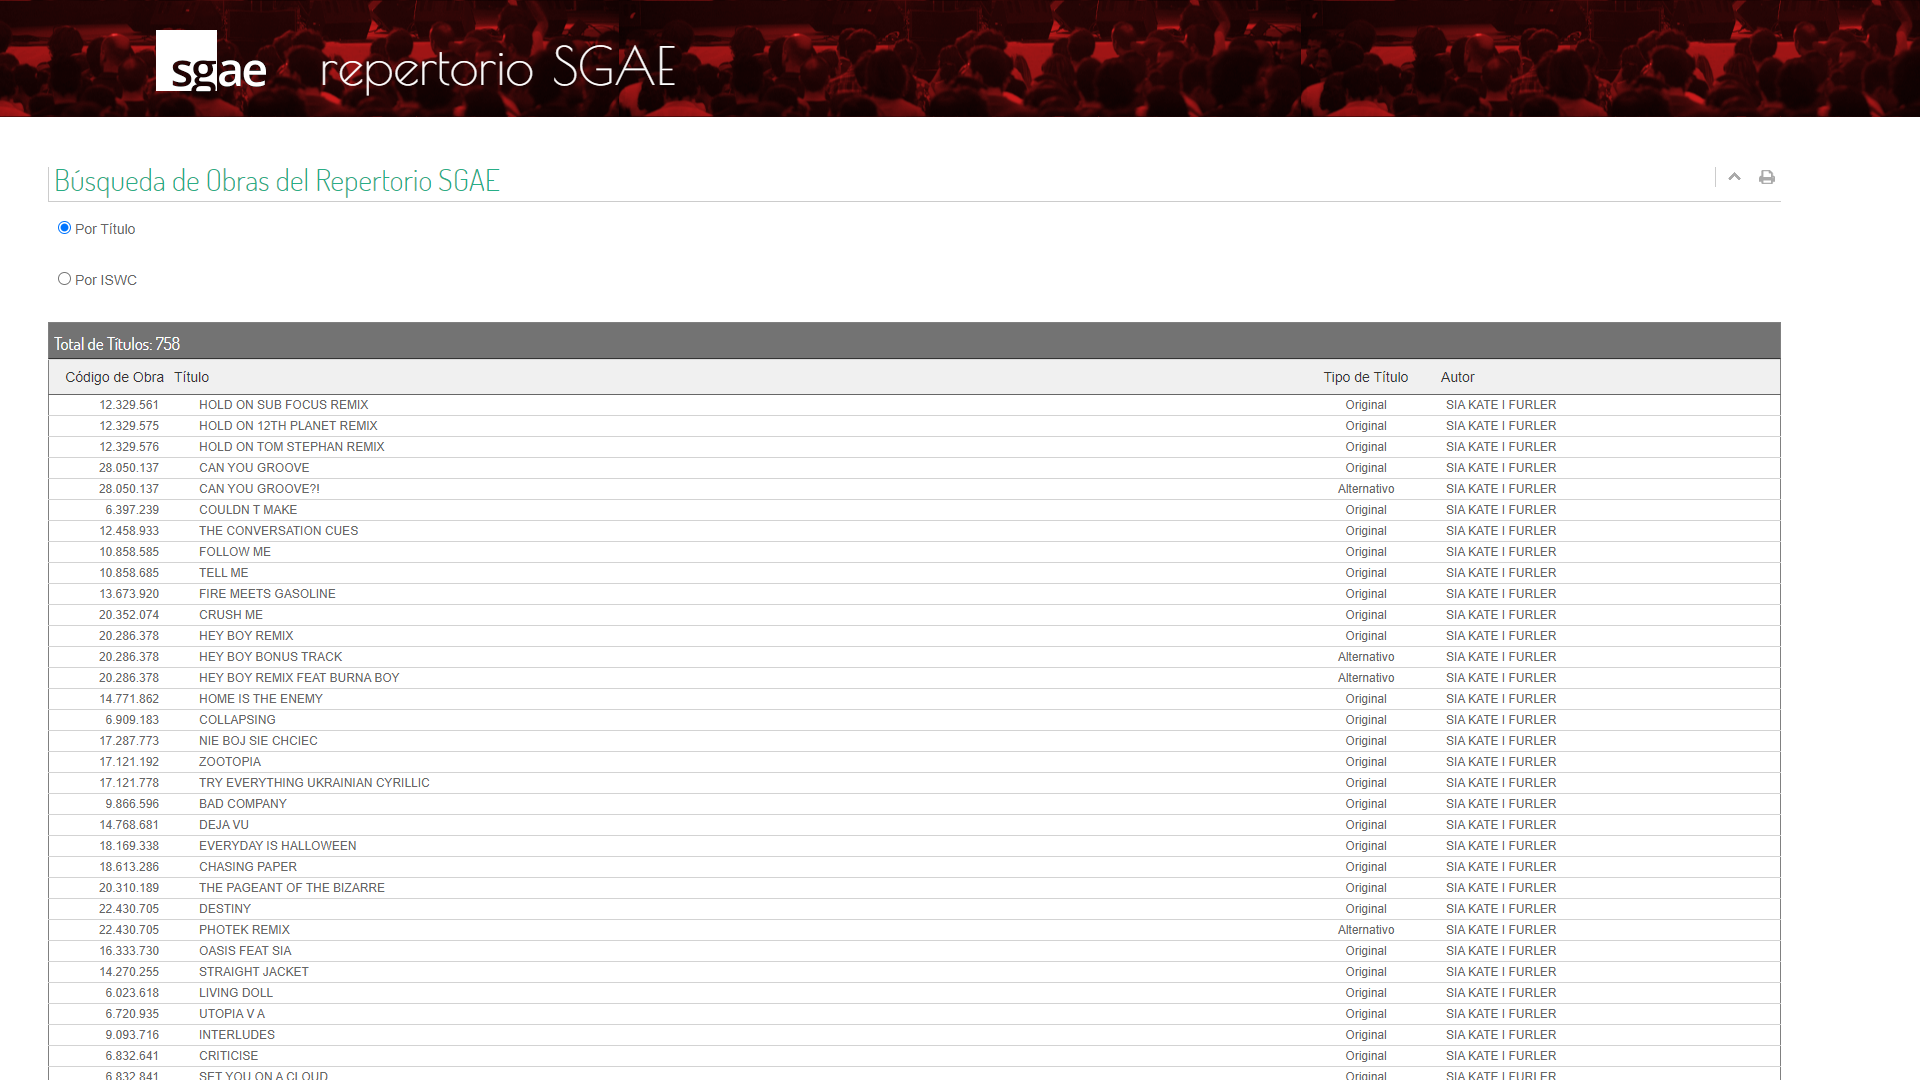 sgae repertorio SGAE
Búsqueda de Obras del Repertorio SGAE
Por Título
Por ISWC
Total de Títulos: 758
Código de Obra Título Tipo de Título Autor
12.329.561 HOLD ON SUB FOCUS REMIX Original SIA KATE I FURLER
12.329.575 HOLD ON 12TH PLANET REMIX Original SIA KATE I FURLER
12.329.576 HOLD ON TOM STEPHAN REMIX Original SIA KATE I FURLER
28.050.137 CAN YOU GROOVE Original SIA KATE I FURLER
28.050.137 CAN YOU GROOVE?! Alternativo SIA KATE I FURLER
6.397.239 COULDN T MAKE Original SIA KATE I FURLER
12.458.933 THE CONVERSATION CUES Original SIA KATE I FURLER
10.858.585 FOLLOW ME Original SIA KATE I FURLER
10.858.685 TELL ME Original SIA KATE I FURLER
13.673.920 FIRE MEETS GASOLINE Original SIA KATE I FURLER
20.352.074 CRUSH ME Original SIA KATE I FURLER
20.286.378 HEY BOY REMIX Original SIA KATE I FURLER
20.286.378 HEY BOY BONUS TRACK Alternativo SIA KATE I FURLER
20.286.378 HEY BOY REMIX FEAT BURNA BOY Alternativo SIA KATE I FURLER
14.771.862 HOME IS THE ENEMY Original SIA KATE I FURLER
6.909.183 COLLAPSING Original SIA KATE I FURLER
17.287.773 NIE BOJ SIE CHCIEC Original SIA KATE I FURLER
17.121.192 ZOOTOPIA Original SIA KATE I FURLER
17.121.778 TRY EVERYTHING UKRAINIAN CYRILLIC Original SIA KATE I FURLER
9.866.596 BAD COMPANY Original SIA KATE I FURLER
14.768.681 DEJA VU Original SIA KATE I FURLER
18.169.338 EVERYDAY IS HALLOWEEN Original SIA KATE I FURLER
18.613.286 CHASING PAPER Original SIA KATE I FURLER
20.310.189 THE PAGEANT OF THE BIZARRE Original SIA KATE I FURLER
22.430.705 DESTINY Original SIA KATE I FURLER
22.430.705 PHOTEK REMIX Alternativo SIA KATE I FURLER
16.333.730 OASIS FEAT SIA Original SIA KATE I FURLER
14.270.255 STRAIGHT JACKET Original SIA KATE I FURLER
6.023.618 LIVING DOLL Original SIA KATE I FURLER
6.720.935 UTOPIA V A Original SIA KATE I FURLER
9.093.716 INTERLUDES Original SIA KATE I FURLER
6.832.641 CRITICISE Original SIA KATE I FURLER
6.832.841 SET YOU ON A CLOUD Original SIA KATE I FURLER